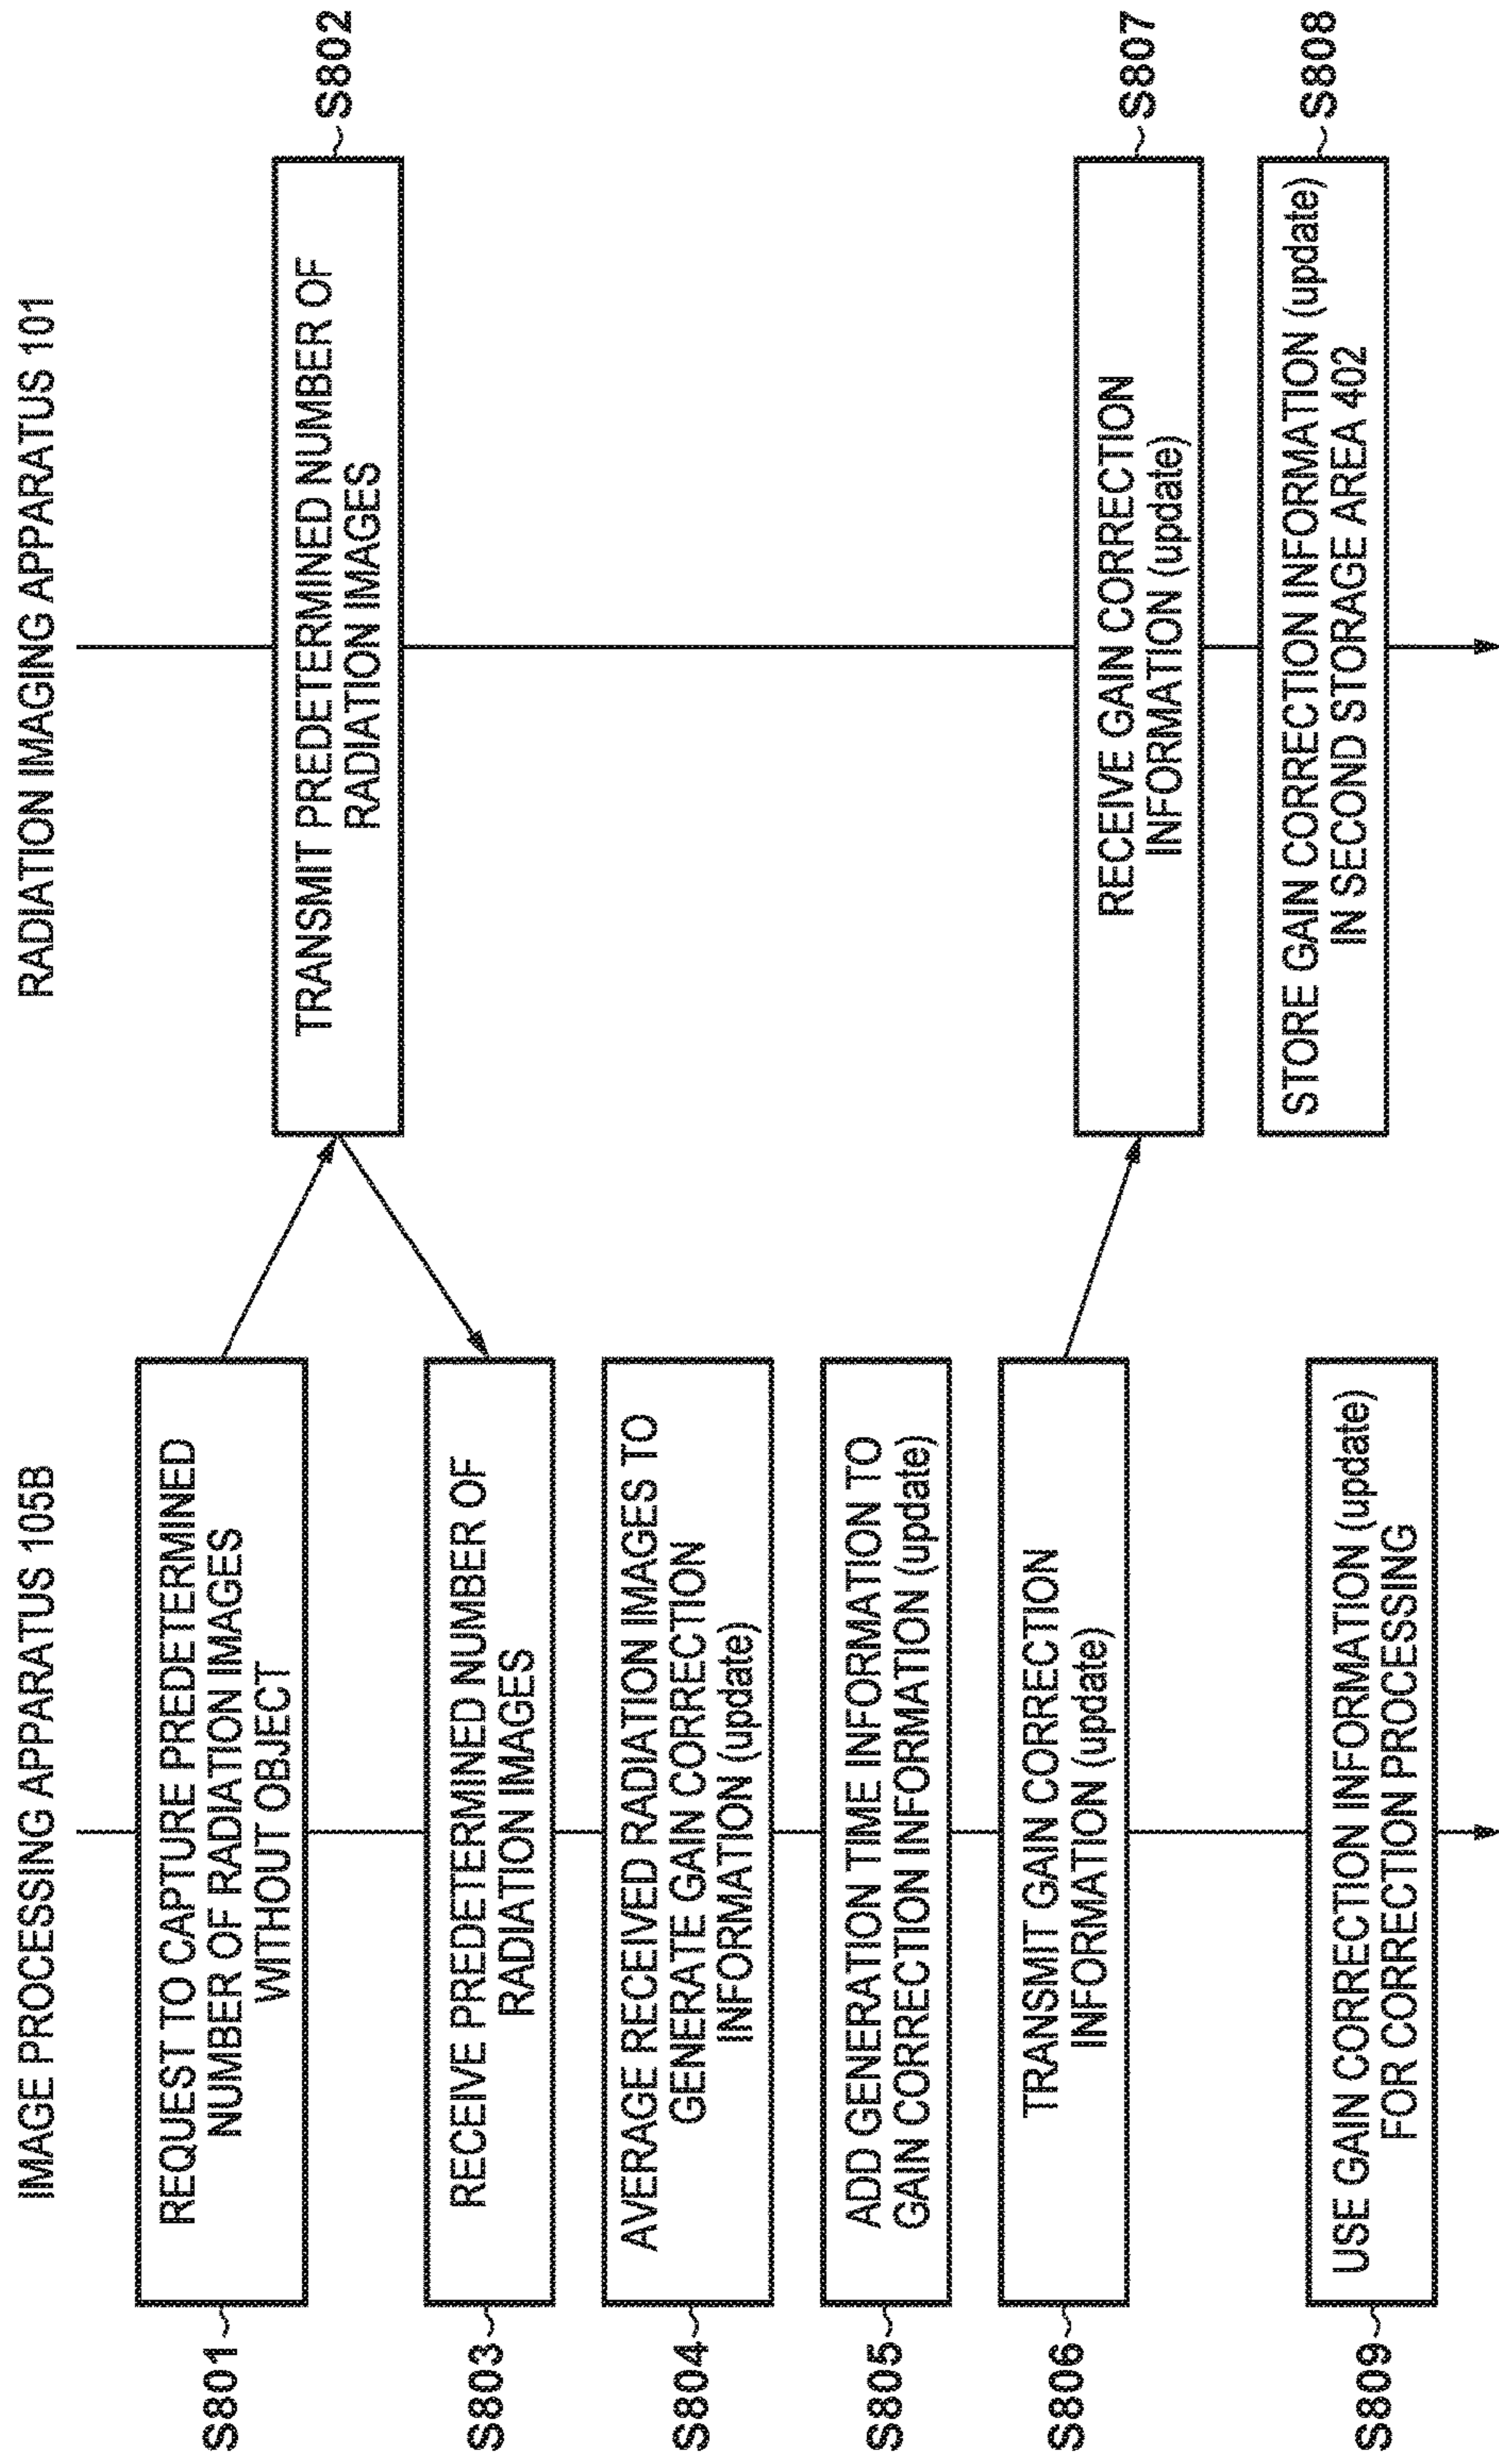 IMAGE PROCESSING APPARATUS 105B
RADIATION IMAGING APPARATUS 101
S801
REQUEST TO CAPTURE PREDETERMINED
NUMBER OF RADIATION IMAGES
WITHOUT OBJECT
TRANSMIT PREDETERMINED NUMBER OF
RADIATION IMAGES
S802
S803
RECEIVE PREDETERMINED NUMBER OF
RADIATION IMAGES
S804
AVERAGE RECEIVED RADIATION IMAGES TO
GENERATE GAIN CORRECTION
INFORMATION (update)
S805
ADD GENERATION TIME INFORMATION TO
GAIN CORRECTION INFORMATION (update)
S806
TRANSMIT GAIN CORRECTION
INFORMATION (update)
RECEIVE GAIN CORRECTION
INFORMATION (update)
S807
STORE GAIN CORRECTION INFORMATION (update)
IN SECOND STORAGE AREA 402
S808
S809
USE GAIN CORRECTION INFORMATION (update)
FOR CORRECTION PROCESSING